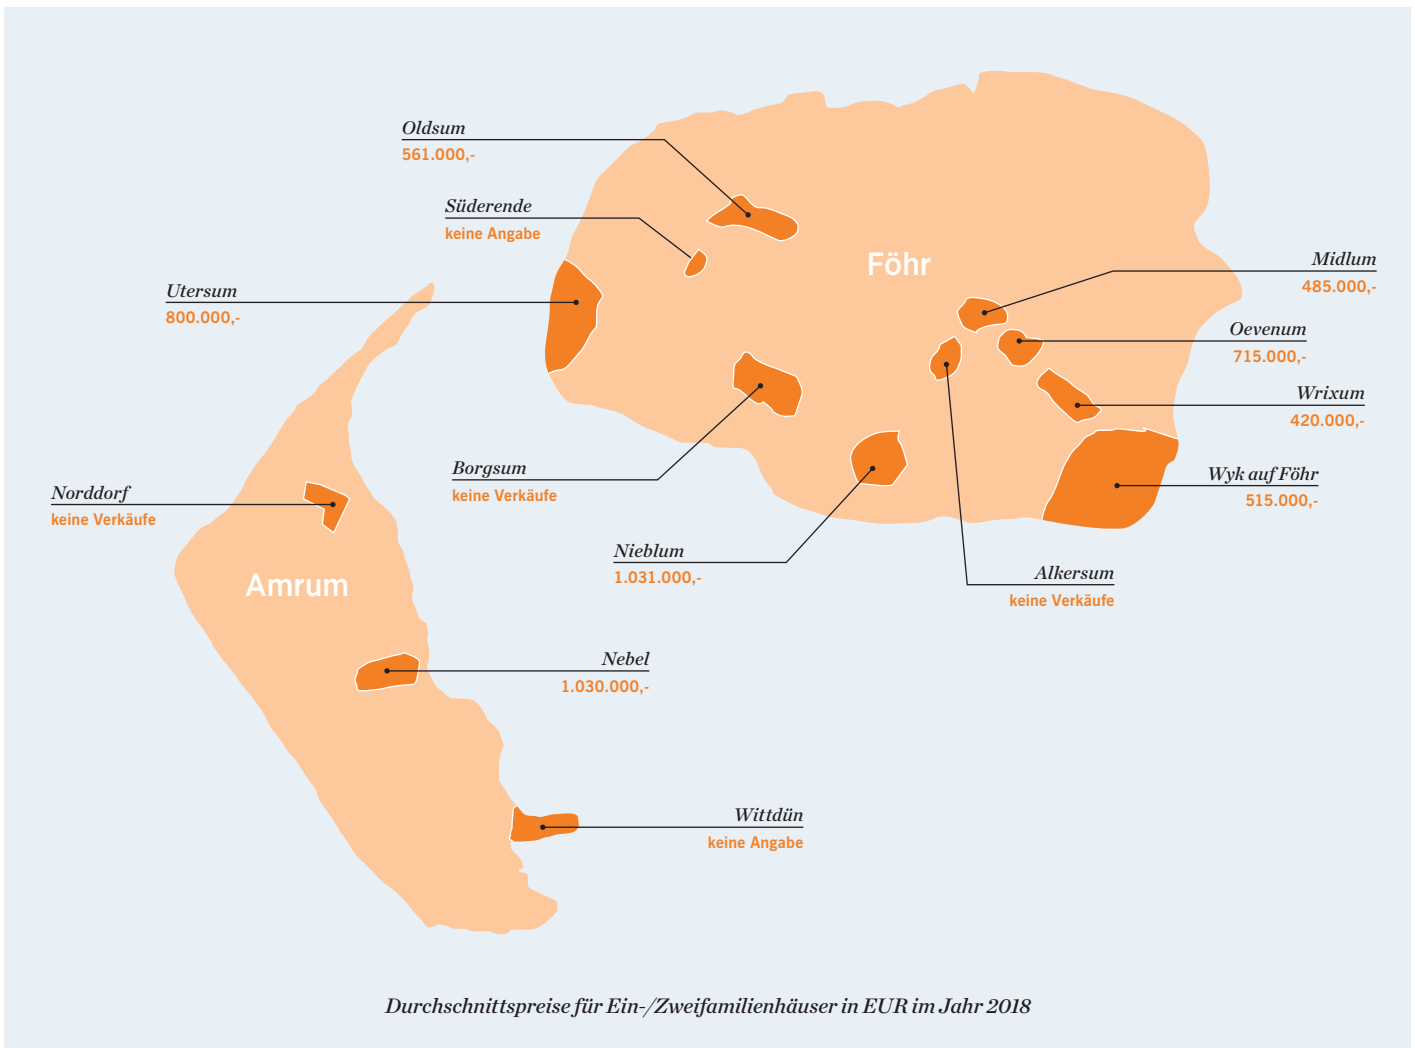 Oldsum
561.000,-
Süderende
keine Angabe
Föhr
Midlum
485.000,-
Utersum
800.000,-
Oevenum
715.000,-
Wrixum
420.000,-
Borgsum
keine Verkäufe
Wyk auf Föhr
515.000,-
Norddorf
keine Verkäufe
Nieblum
1.031.000,-
Alkersum
keine Verkäufe
Amrum
Nebel
1.030.000,-
Wittdün
keine Angabe
Durchschnittspreise für Ein-/Zweifamilienhäuser in EUR im Jahr 2018